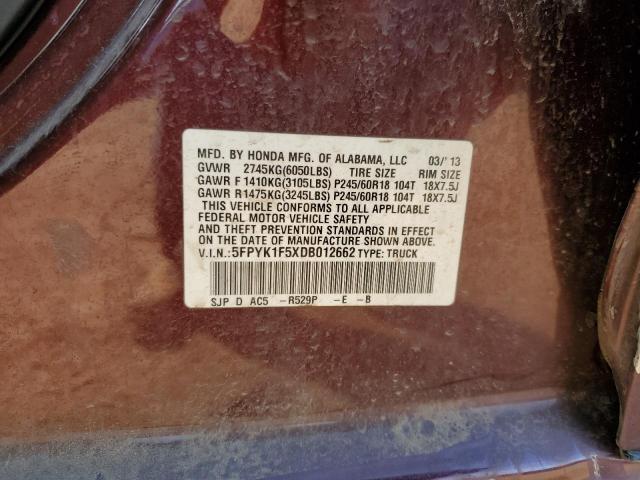 MFD. BY HONDA MFG. OF ALABAMA, LLC 03/'13
GVWR 2745KG(6050LBS) TIRE SIZE RIM SIZE
GAWR F 1410KG(3105LBS) P245/60R18 104T 18X7.5J
GAWR R 1475KG(3245LBS) P245/60R18 104T 18X7.5J
THIS VEHICLE CONFORMS TO ALL APPLICABLE
FEDERAL MOTOR VEHICLE SAFETY
AND THEFT PREVENTION STANDARDS IN EFFECT
ON THE DATE OF MANUFACTURE SHOWN ABOVE.
V.I.N.:5FPYK1F5XDB012662 TYPE:TRUCK
SJP D AC5 -R529P -E -B